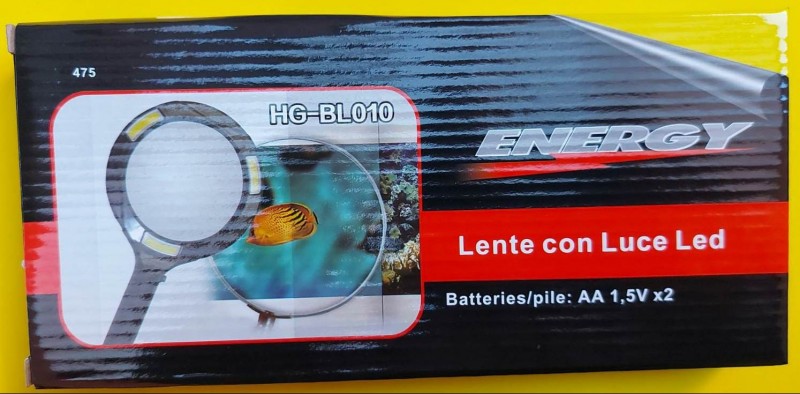 475
HG-BL010
ENERGY
Lente con Luce Led
Batteries/pile: AA 1,5V x2